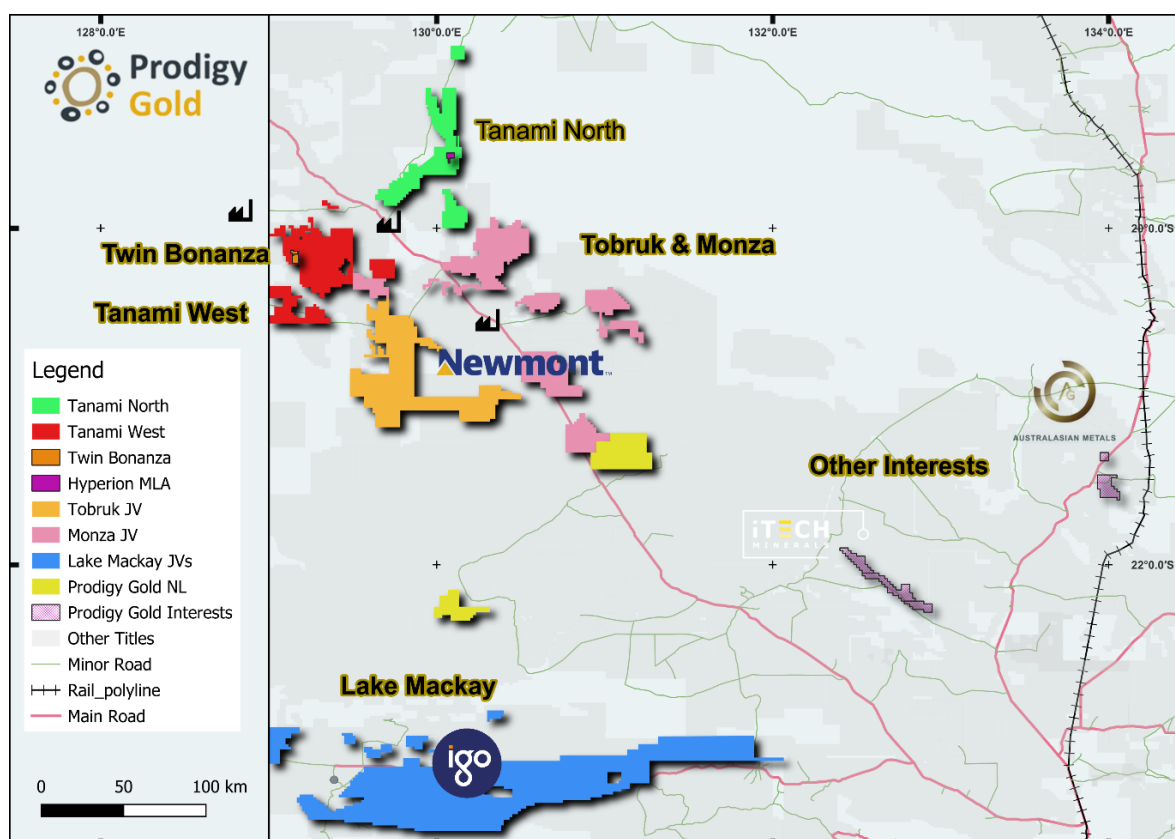 128°0.0'E
130°0.0'E
132°0.0'E
134°0.0'E
Prodigy
Gold
Tanami North
20°0.0'S
Twin Bonanza
Tobruk & Monza
Tanami West
Newmont™
Legend
Tanami North
Tanami West
Twin Bonanza
Hyperion MLA
Tobruk JV
Monza JV
Lake Mackay JVs
Prodigy Gold NL
Prodigy Gold Interests
Other Titles
Minor Road
Rail_polyline
Main Road
0 50 100 km
AG
AUSTRALASIAN METALS
Other Interests
iTECH
MINERALS
22°0.0'S
Lake Mackay
igo